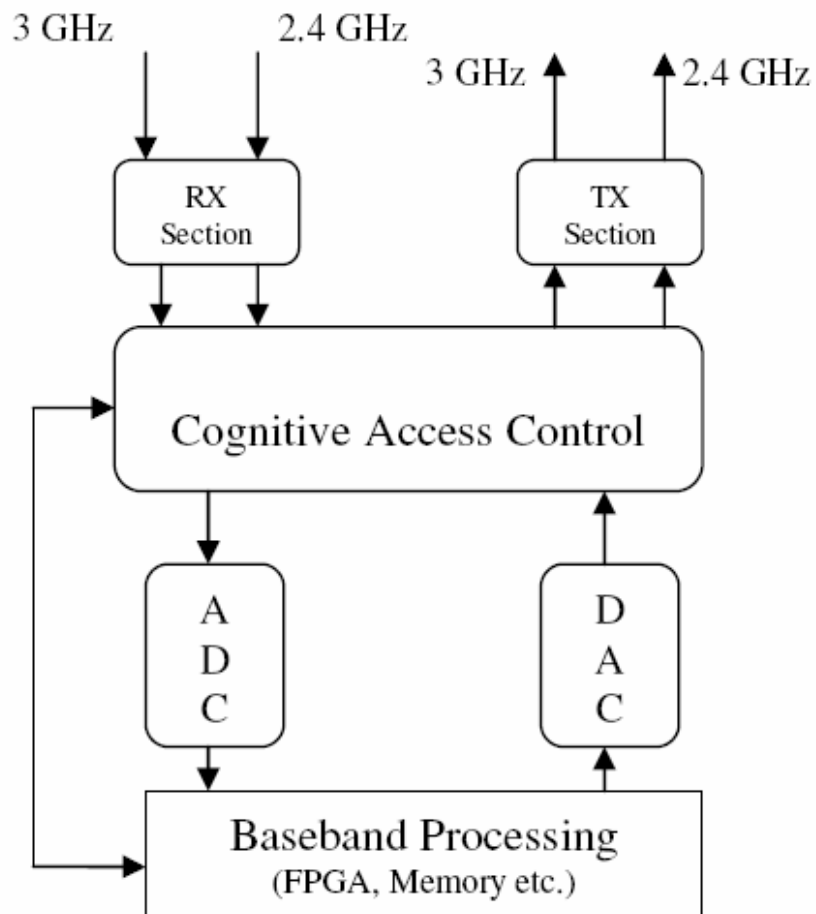 3 GHz
2.4 GHz
3 GHz
2.4 GHz
RX
Section
TX
Section
Cognitive Access Control
A
D
C
D
A
C
Baseband Processing
(FPGA, Memory etc.)